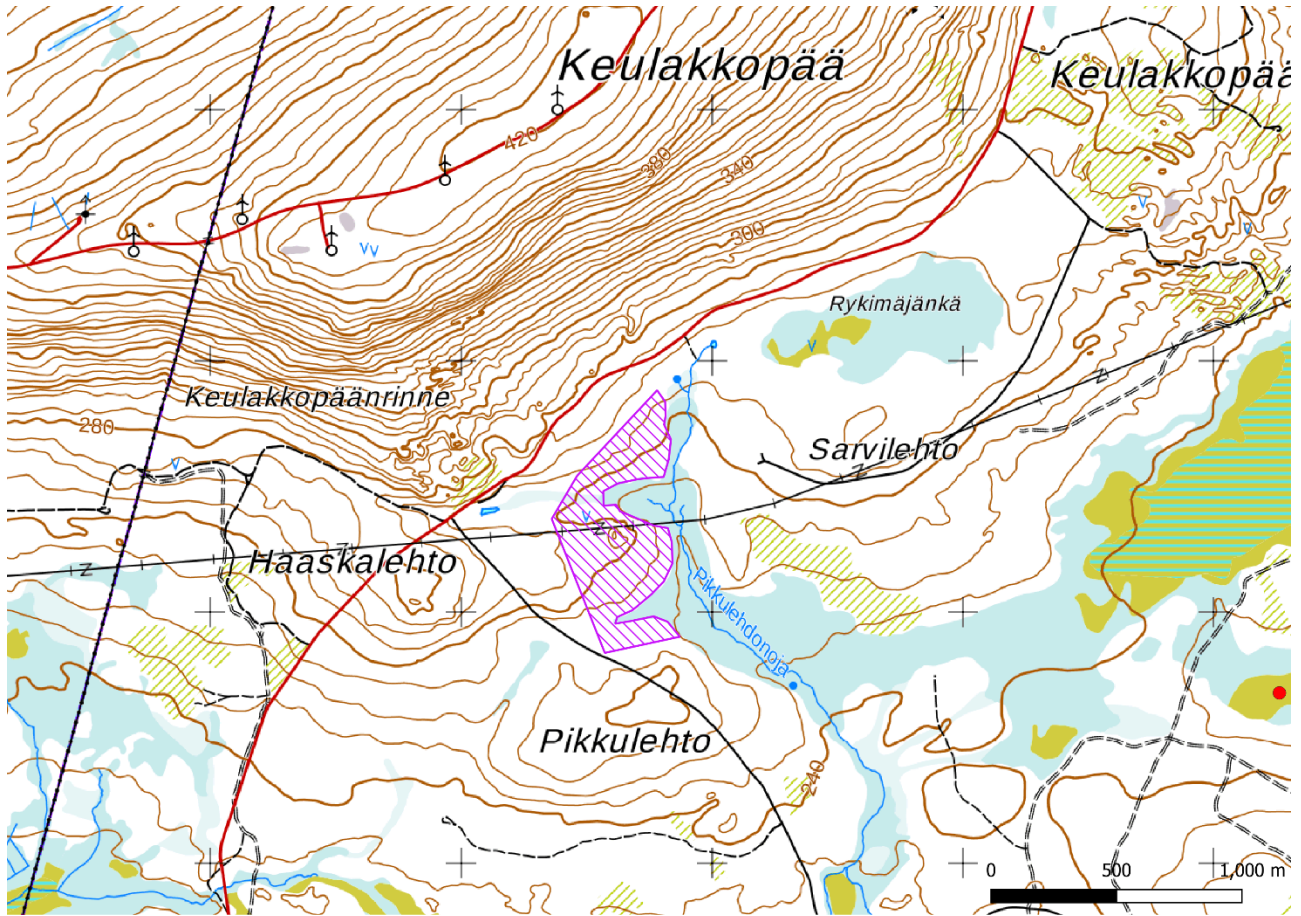 Keulakkopää
Keulakkopää
420
380
340
300
Rykimäjänkä
Keulakkopäänrinne
280
Sarvilehto
Haaskalehto
Pikkulehdonoja
Pikkulehto
240
0 500 1,000 m